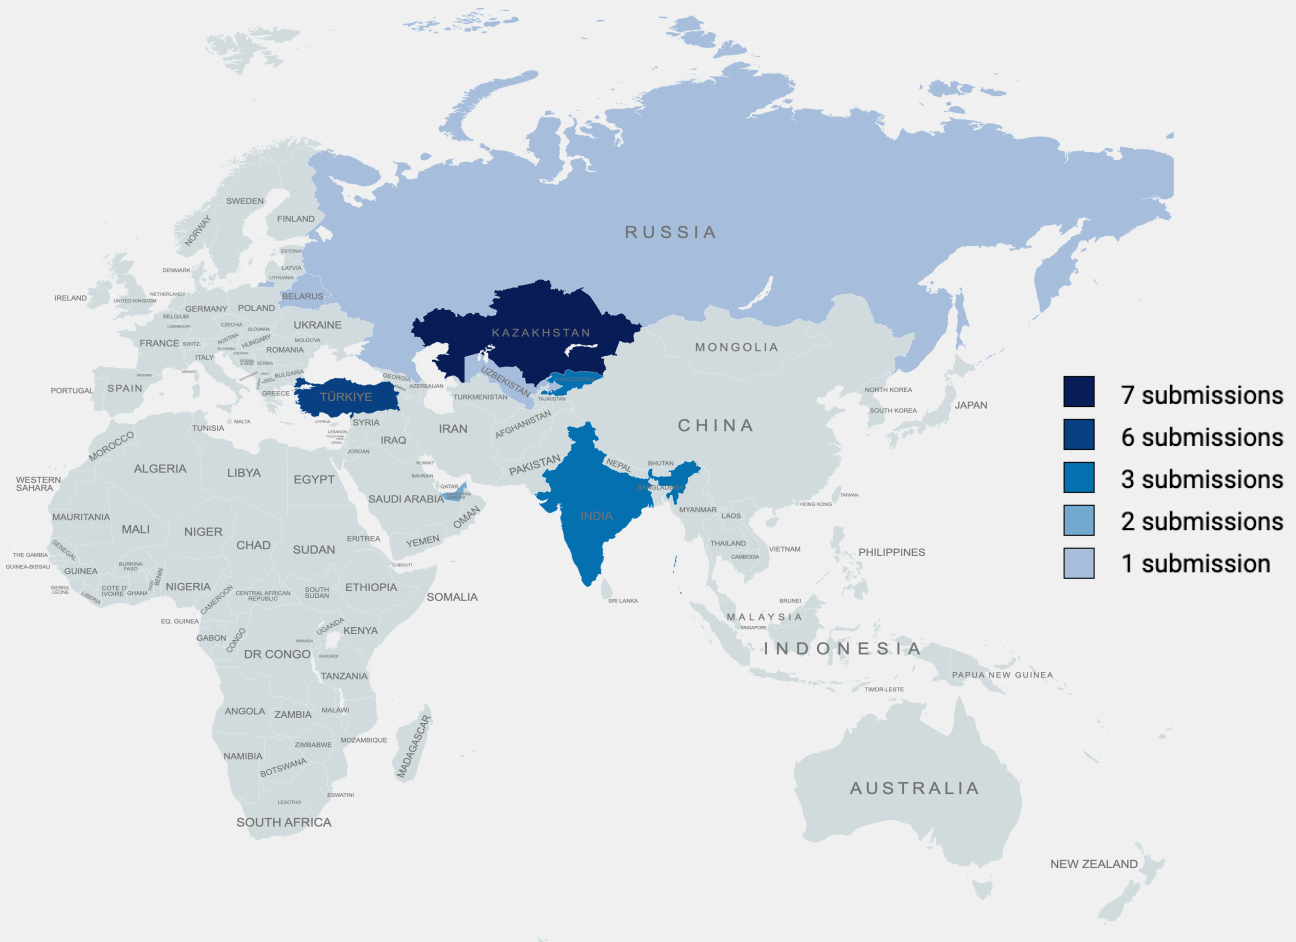 SWEDEN
FINLAND
NORWAY
RUSSIA
ESTONIA
LATVIA
LITHUANIA
DENMARK
IRELAND
UNITED KINGDOM
NETHERLANDS
BELARUS
GERMANY
POLAND
BELGIUM
LUXEMBOURG
CZECHIA
SLOVAKIA
UKRAINE
KAZAKHSTAN
FRANCE
SWITZ.
AUSTRIA
HUNGARY
MOLDOVA
MONGOLIA
ROMANIA
ITALY
SERBIA
MONACO
BULGARIA
GEORGIA
UZBEKISTAN
PORTUGAL
SPAIN
GREECE
TÜRKİYE
AZERBAIJAN
TURKMENISTAN
TAJIKISTAN
NORTH KOREA
SOUTH KOREA
JAPAN
7 submissions
6 submissions
3 submissions
2 submissions
1 submission
TUNISIA
MALTA
CYPRUS
SYRIA
LEBANON
IRAQ
IRAN
AFGHANISTAN
CHINA
MOROCCO
JORDAN
ALGERIA
LIBYA
EGYPT
KUWAIT
BAHRAIN
PAKISTAN
NEPAL
BHUTAN
WESTERN
SAHARA
QATAR
SAUDI ARABIA
BANGLADESH
TAIWAN
HONG KONG
MAURITANIA
MALI
NIGER
CHAD
SUDAN
ERITREA
YEMEN
OMAN
INDIA
MYANMAR
LAOS
THE GAMBIA
SENEGAL
GUINEA-BISSAU
GUINEA
BURKINA
FASO
DJIBOUTI
THAILAND
VIETNAM
CAMBODIA
PHILIPPINES
SIERRA
LEONE
LIBERIA
COTE D'
IVOIRE
GHANA
TOGO
BENIN
NIGERIA
CAMEROON
CENTRAL AFRICAN
REPUBLIC
SOUTH
SUDAN
ETHIOPIA
SOMALIA
SRI LANKA
BRUNEI
MALAYSIA
SINGAPORE
EQ. GUINEA
GABON
CONGO
UGANDA
KENYA
RWANDA
BURUNDI
DR CONGO
TANZANIA
INDONESIA
PAPUA NEW GUINEA
TIMOR-LESTE
ANGOLA
ZAMBIA
MALAWI
MOZAMBIQUE
ZIMBABWE
MADAGASCAR
NAMIBIA
BOTSWANA
ESWATINI
LESOTHO
SOUTH AFRICA
AUSTRALIA
NEW ZEALAND